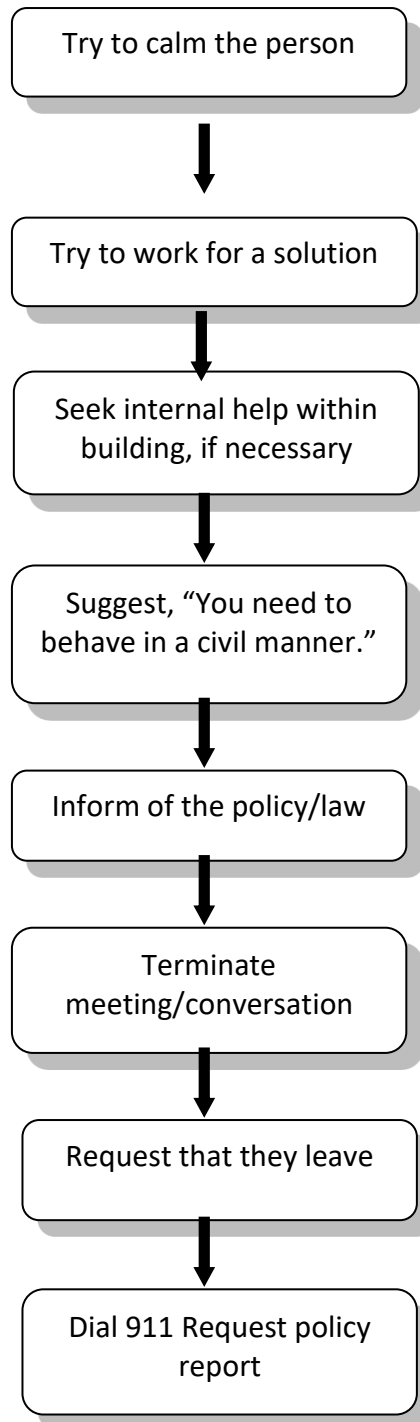 Try to calm the person
Try to work for a solution
Seek internal help within
building, if necessary
Suggest, “You need to
behave in a civil manner.”
Inform of the policy/law
Terminate
meeting/conversation
Request that they leave
Dial 911 Request policy
report